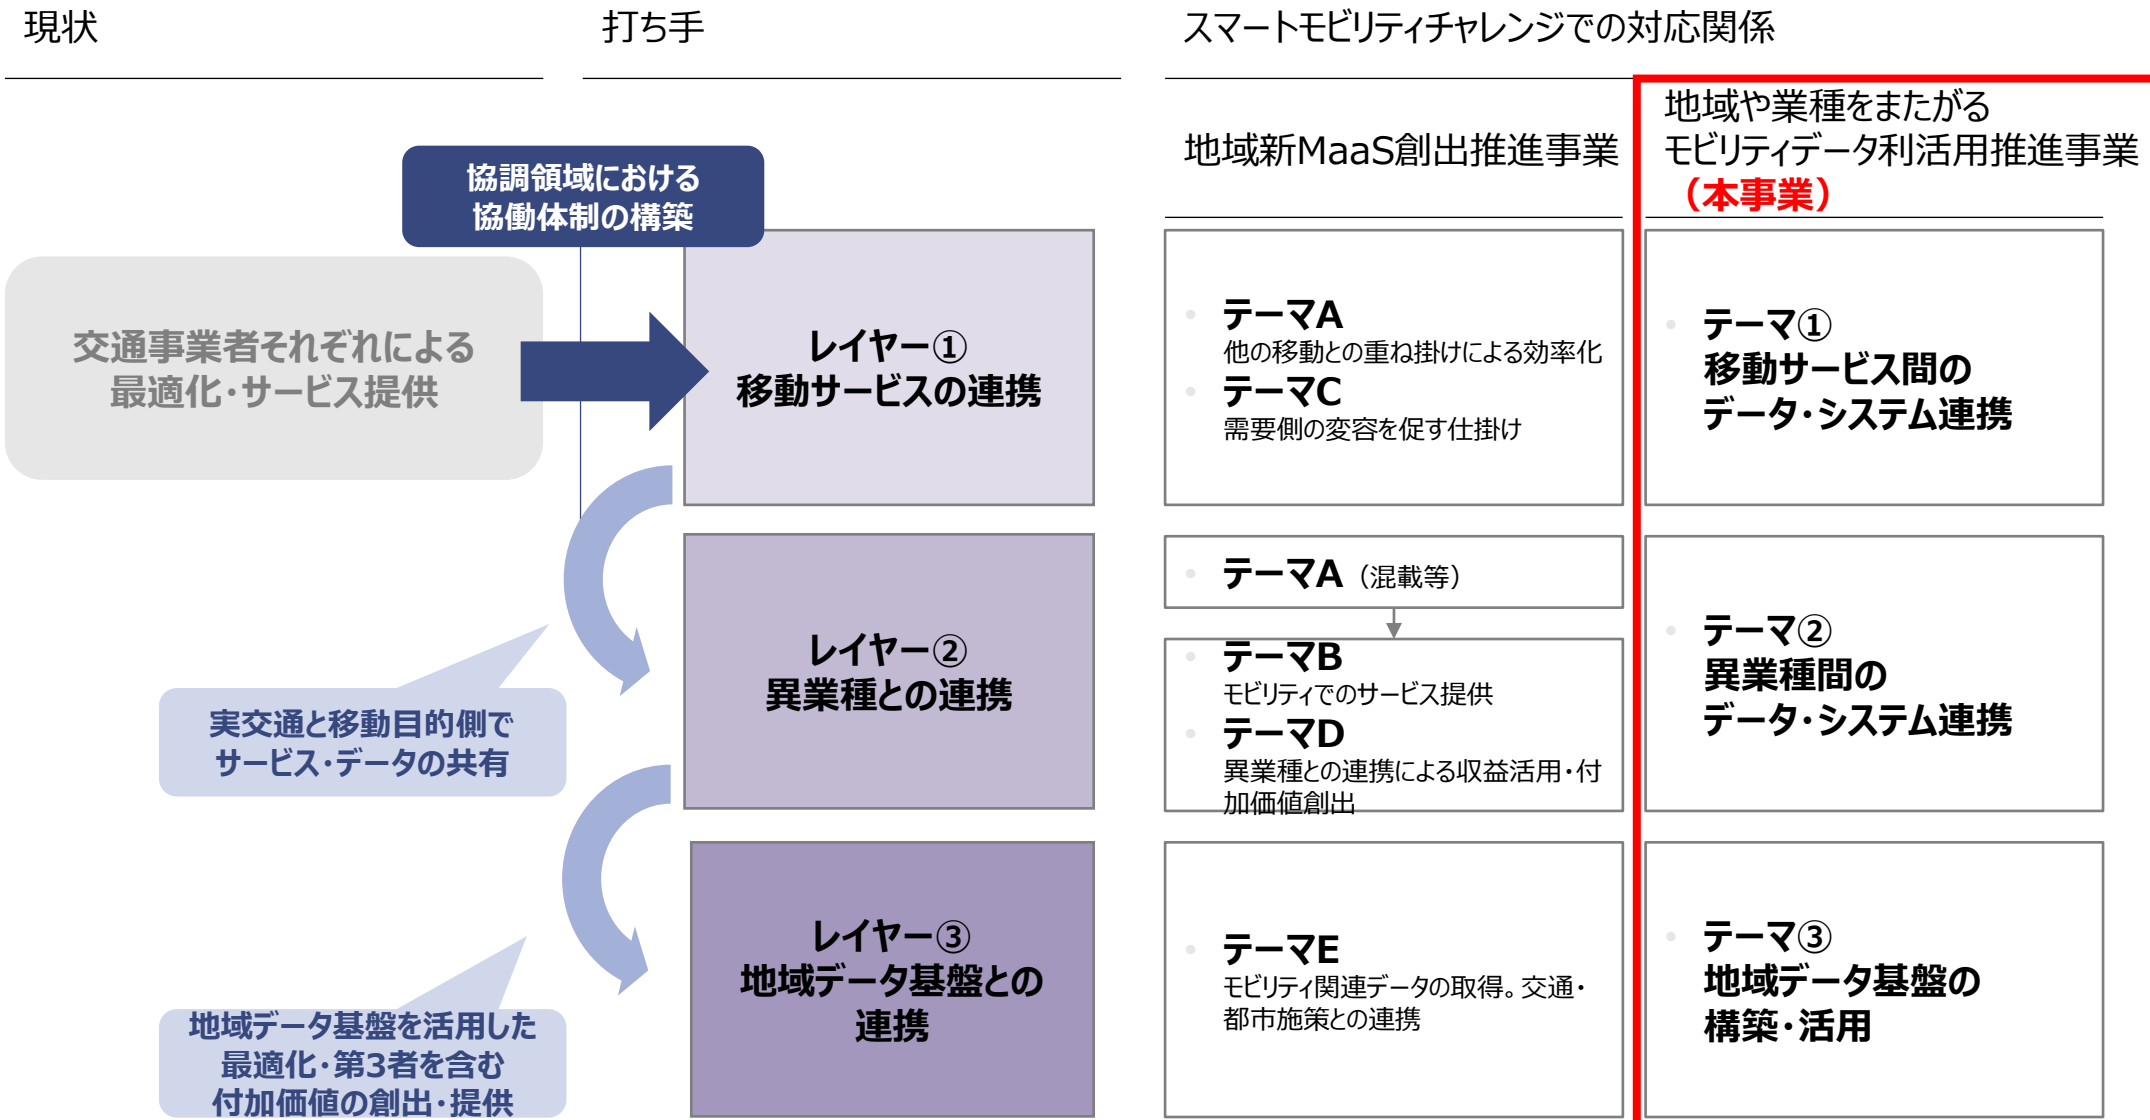 現状
打ち手
スマートモビリティチャレンジでの対応関係
地域新MaaS創出推進事業
地域や業種をまたがる
モビリティデータ利活用推進事業
（本事業）
協調領域における
協働体制の構築
交通事業者それぞれによる
最適化・サービス提供
レイヤー①
移動サービスの連携
• テーマA
他の移動との重ね掛けによる効率化
• テーマC
需要側の変容を促す仕掛け
• テーマ①
移動サービス間の
データ・システム連携
実交通と移動目的側で
サービス・データの共有
レイヤー②
異業種との連携
• テーマA（混載等）
• テーマB
モビリティでのサービス提供
• テーマD
異業種との連携による収益活用・付
加価値創出
• テーマ②
異業種間の
データ・システム連携
地域データ基盤を活用した
最適化・第3者を含む
付加価値の創出・提供
レイヤー③
地域データ基盤との
連携
• テーマE
モビリティ関連データの取得。交通・
都市施策との連携
• テーマ③
地域データ基盤の
構築・活用